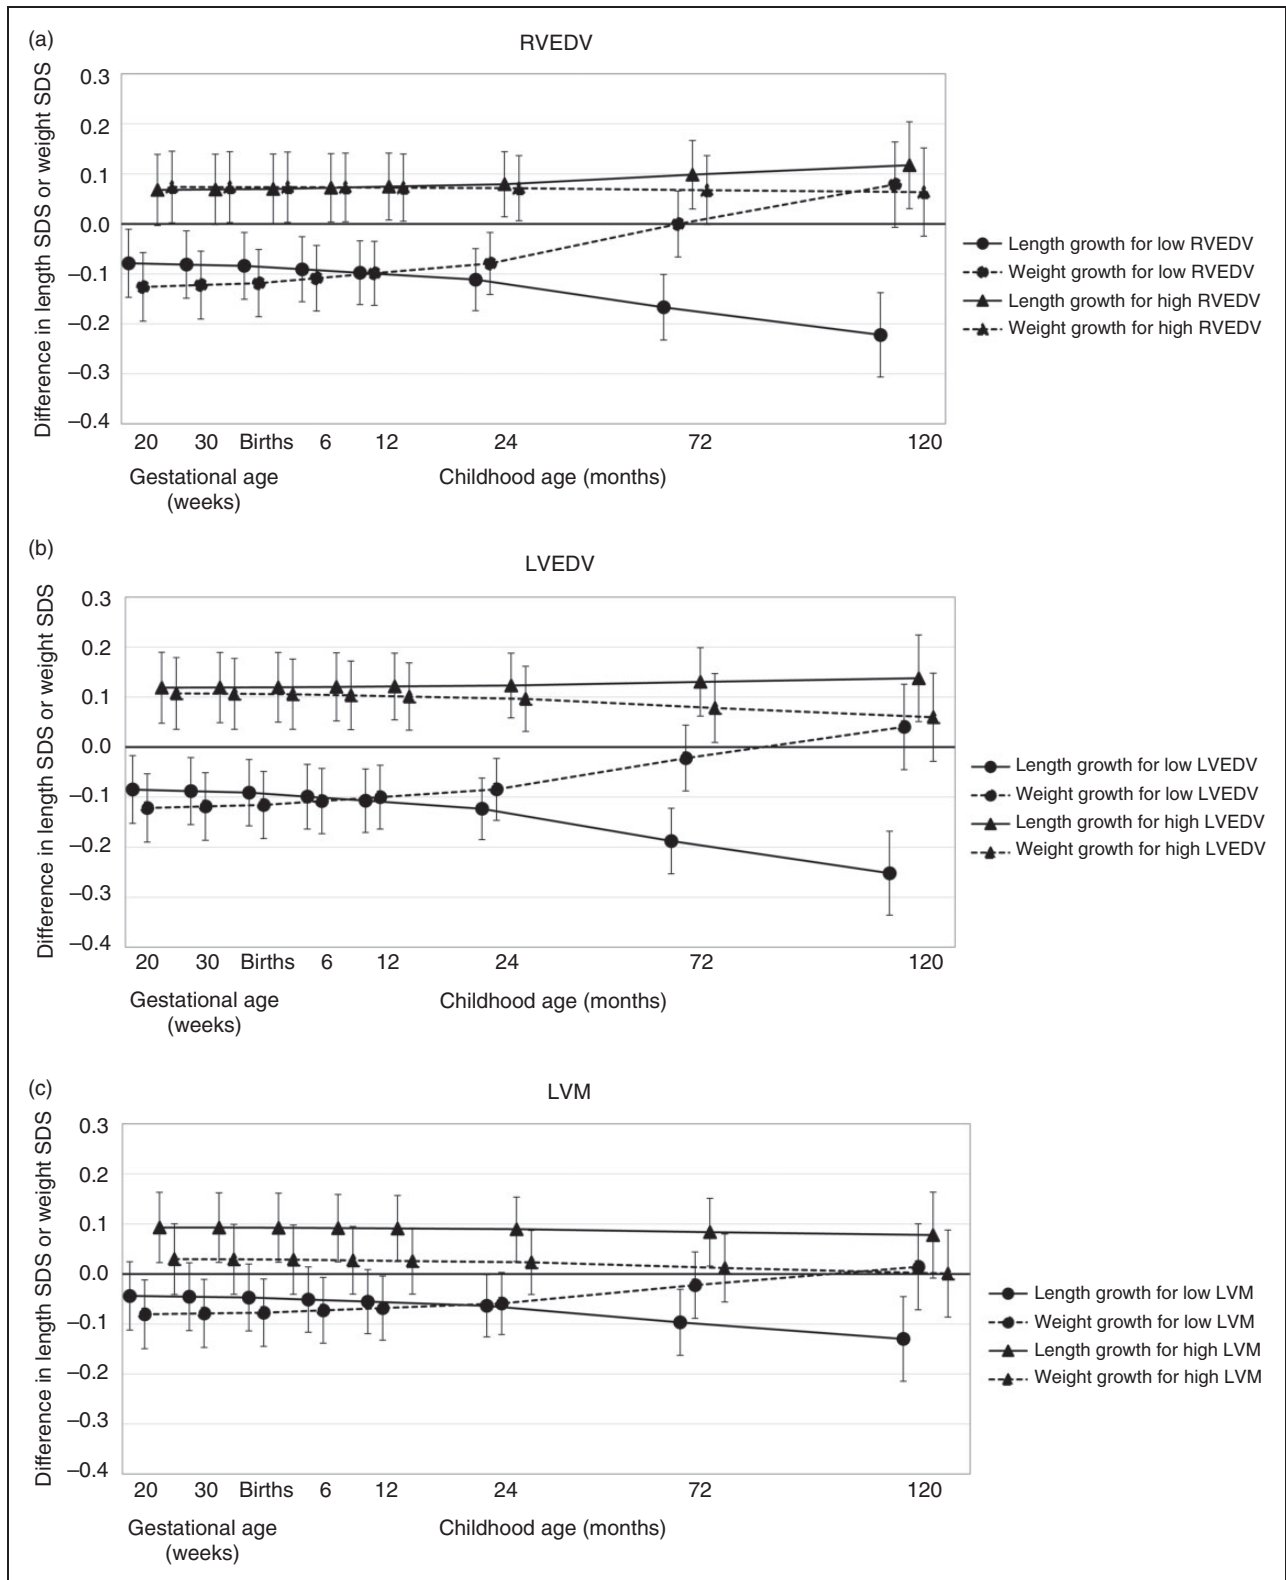 (a)
RVEDV
Difference in length SDS or weight SDS
0.3
0.2
0.1
0.0
–0.1
–0.2
–0.3
–0.4
20 30 Births 6 12 24 72 120
Gestational age
(weeks)
Childhood age (months)
Length growth for low RVEDV
Weight growth for low RVEDV
Length growth for high RVEDV
Weight growth for high RVEDV
(b)
LVEDV
Difference in length SDS or weight SDS
0.3
0.2
0.1
0.0
–0.1
–0.2
–0.3
–0.4
20 30 Births 6 12 24 72 120
Gestational age
(weeks)
Childhood age (months)
Length growth for low LVEDV
Weight growth for low LVEDV
Length growth for high LVEDV
Weight growth for high LVEDV
(c)
LVM
Difference in length SDS or weight SDS
0.3
0.2
0.1
0.0
–0.1
–0.2
–0.3
–0.4
20 30 Births 6 12 24 72 120
Gestational age
(weeks)
Childhood age (months)
Length growth for low LVM
Weight growth for low LVM
Length growth for high LVM
Weight growth for high LVM